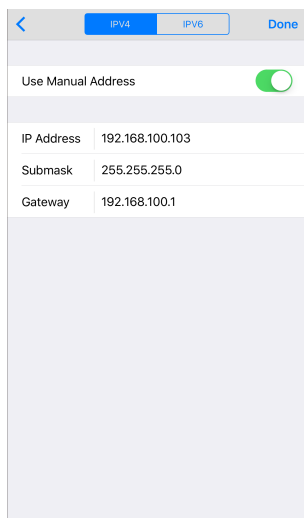 IPV4 IPV6 Done
Use Manual Address
IP Address 192.168.100.103
Submask 255.255.255.0
Gateway 192.168.100.1